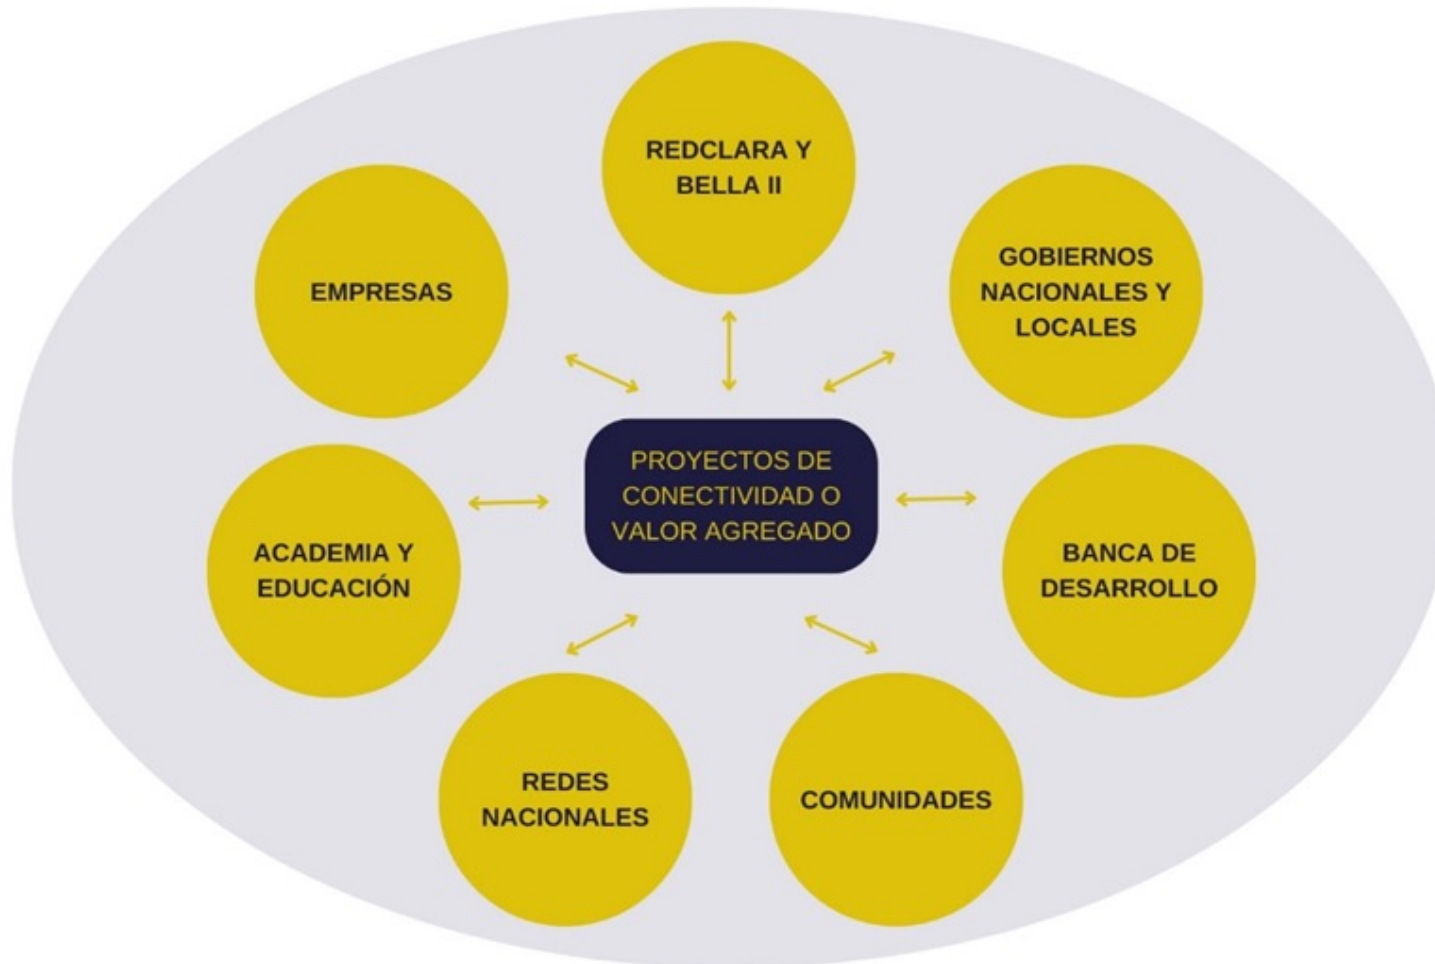 REDCLARA Y
BELLA II
EMPRESAS
GOBIERNOS
NACIONALES Y
LOCALES
PROYECTOS DE
CONECTIVIDAD O
VALOR AGREGADO
ACADEMIA Y
EDUCACIÓN
BANCA DE
DESARROLLO
REDES
NACIONALES
COMUNIDADES